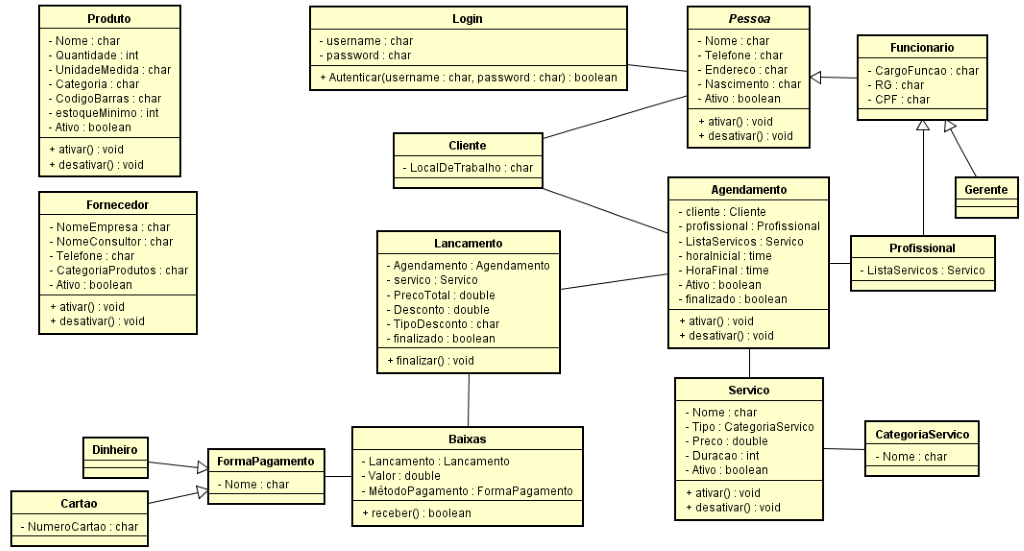 Produto
- Nome : char
- Quantidade : int
- UnidadeMedida : char
- Categoria : char
- CodigoBarras : char
- estoqueMinimo : int
- Ativo : boolean
+ ativar() : void
+ desativar() : void
Login
- username : char
- password : char
+ Autenticar(username : char, password : char) : boolean
Pessoa
- Nome : char
- Telefone : char
- Endereco : char
- Nascimento : char
- Ativo : boolean
+ ativar() : void
+ desativar() : void
Funcionario
- CargoFuncao : char
- RG : char
- CPF : char
Cliente
- LocalDeTrabalho : char
Gerente
Fornecedor
- NomeEmpresa : char
- NomeConsultor : char
- Telefone : char
- CategoriaProdutos : char
- Ativo : boolean
+ ativar() : void
+ desativar() : void
Agendamento
- cliente : Cliente
- profissional : Profissional
- ListaServicos : Servico
- horaInicial : time
- HoraFinal : time
- Ativo : boolean
- finalizado : boolean
+ ativar() : void
+ desativar() : void
Lancamento
- Agendamento : Agendamento
- servico : Servico
- PrecoTotal : double
- Desconto : double
- TipoDesconto : char
- finalizado : boolean
+ finalizar() : void
Profissional
- ListaServicos : Servico
Servico
- Nome : char
- Tipo : CategoriaServico
- Preco : double
- Duracao : int
- Ativo : boolean
+ ativar() : void
+ desativar() : void
CategoriaServico
- Nome : char
Baixas
- Lancamento : Lancamento
- Valor : double
- MétodoPagamento : FormaPagamento
+ receber() : boolean
Dinheiro
FormaPagamento
- Nome : char
Cartao
- NumeroCartao : char